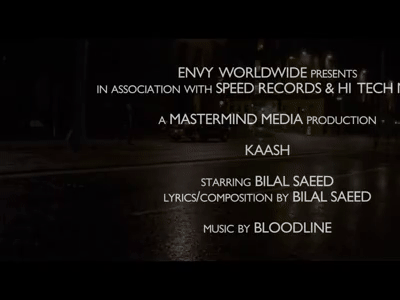 ENVY WORLDWIDE PRESENTS
IN ASSOCIATION WITH SPEED RECORDS & HI TECH
A MASTERMIND MEDIA PRODUCTION
KAASH
STARRING BILAL SAEED
LYRICS/COMPOSITION BY BILAL SAEED
MUSIC BY BLOODLINE